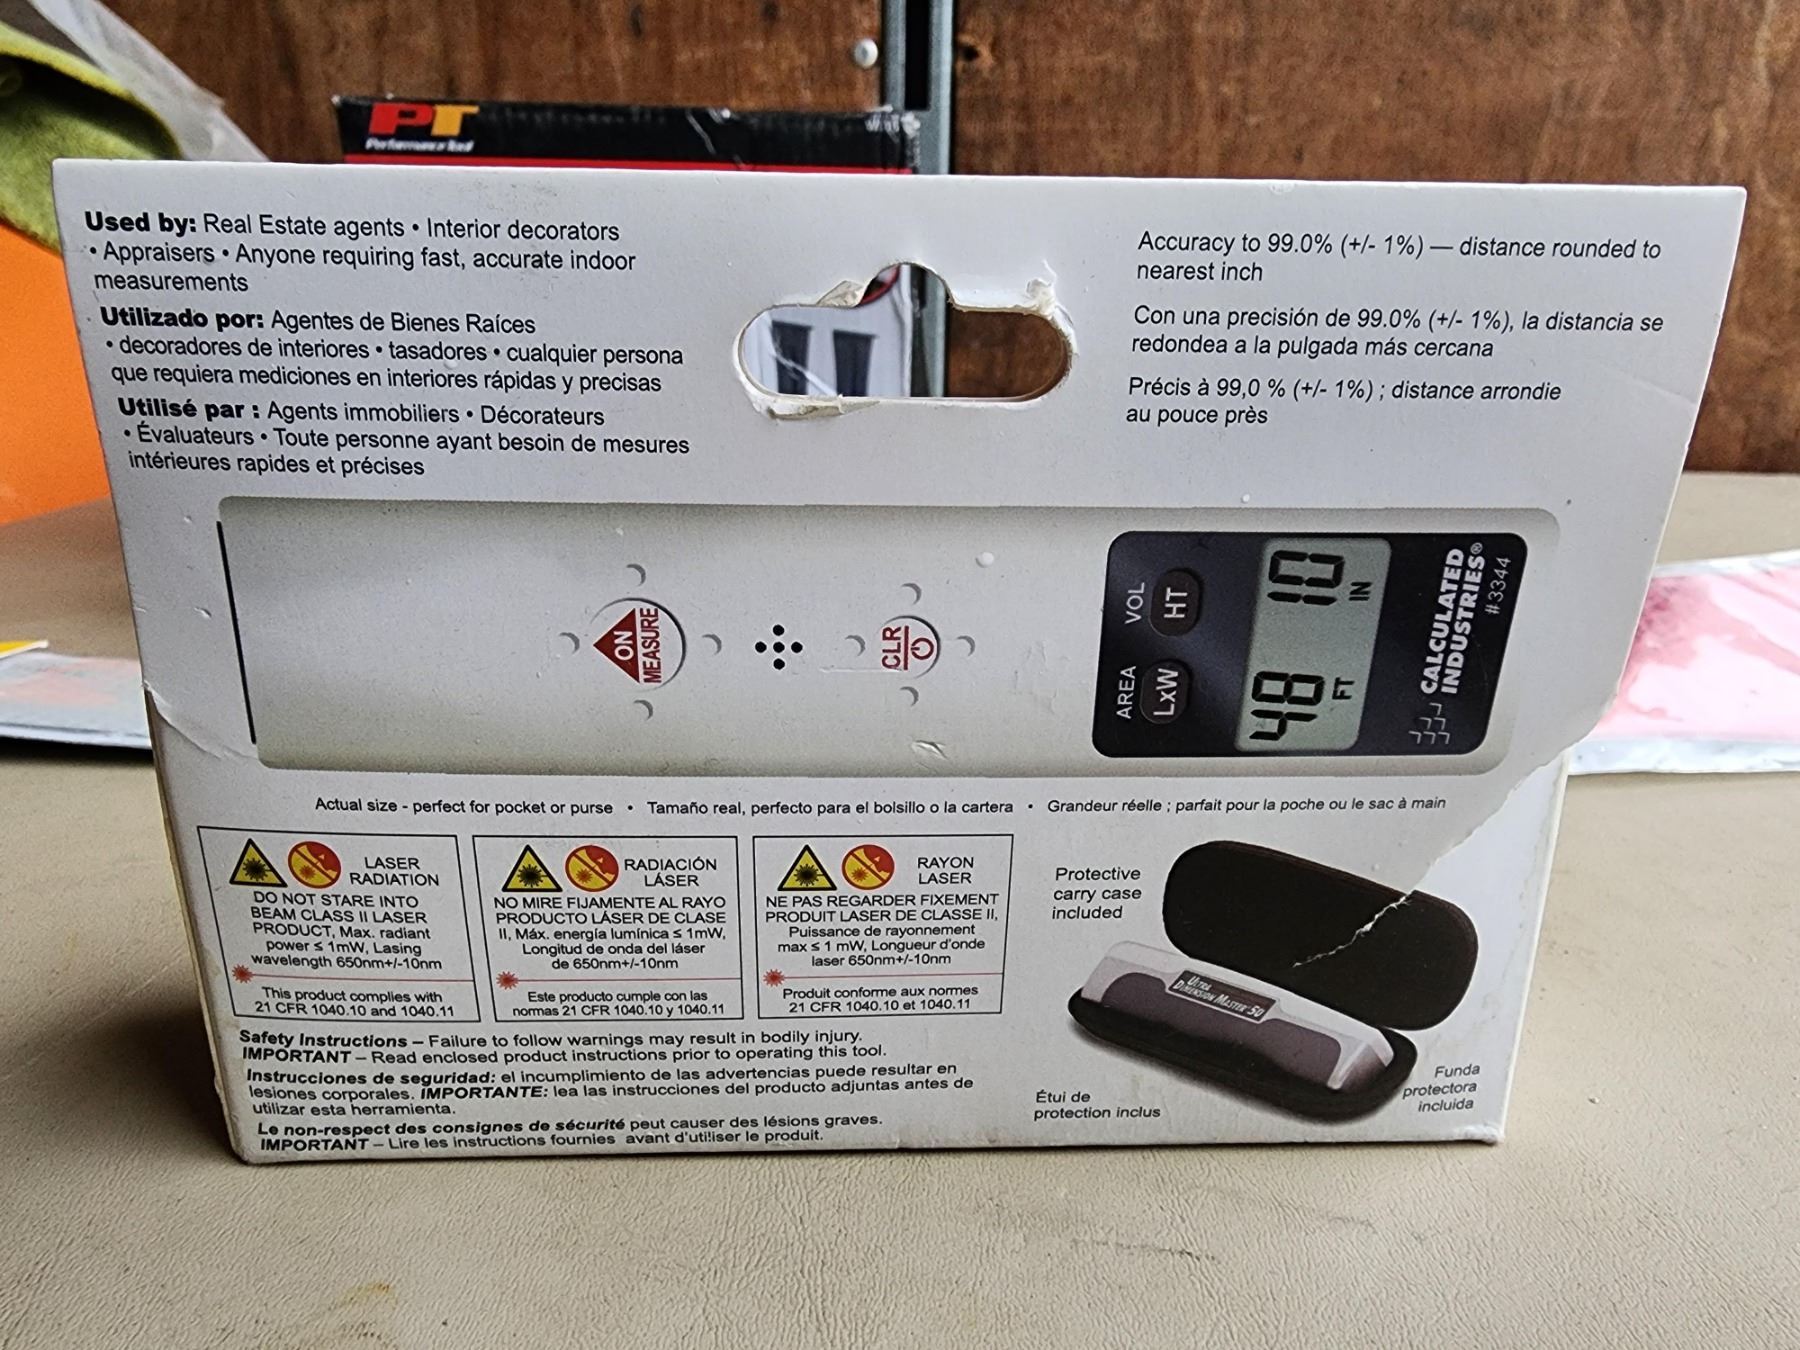 PT
Performance Tool
Used by: Real Estate agents • Interior decorators
• Appraisers • Anyone requiring fast, accurate indoor
measurements
Utilizado por: Agentes de Bienes Raíces
• decoradores de interiores • tasadores • cualquier persona
que requiera mediciones en interiores rápidas y precisas
Utilisé par : Agents immobiliers • Décorateurs
• Évaluateurs • Toute personne ayant besoin de mesures
intérieures rapides et précises
Accuracy to 99.0% (+/- 1%) — distance rounded to
nearest inch
Con una precisión de 99.0% (+/- 1%), la distancia se
redondea a la pulgada más cercana
Précis à 99,0 % (+/- 1%) ; distance arrondie
au pouce près
ON
MEASURE
CLR
AREA VOL
LxW HT
48 10
FT IN
CALCULATED
INDUSTRIES®
#3344
Actual size - perfect for pocket or purse • Tamaño real, perfecto para el bolsillo o la cartera • Grandeur réelle ; parfait pour la poche ou le sac à main
LASER
RADIATION
DO NOT STARE INTO
BEAM CLASS II LASER
PRODUCT, Max. radiant
power ≤ 1mW, Lasing
wavelength 650nm+/-10nm
This product complies with
21 CFR 1040.10 and 1040.11
RADIACIÓN
LÁSER
NO MIRE FIJAMENTE AL RAYO
PRODUCTO LÁSER DE CLASE
II, Máx. energía lumínica ≤ 1mW,
Longitud de onda del láser
de 650nm+/-10nm
Este producto cumple con las
normas 21 CFR 1040.10 y 1040.11
RAYON
LASER
NE PAS REGARDER FIXEMENT
PRODUIT LASER DE CLASSE II,
Puissance de rayonnement
max ≤ 1 mW, Longueur d'onde
laser 650nm+/-10nm
Produit conforme aux normes
21 CFR 1040.10 et 1040.11
Protective
carry case
included
ULTRA
DIMENSION MASTER 50
Étui de
protection inclus
Funda
protectora
incluida
Safety Instructions – Failure to follow warnings may result in bodily injury.
IMPORTANT – Read enclosed product instructions prior to operating this tool.
Instrucciones de seguridad: el incumplimiento de las advertencias puede resultar en
lesiones corporales. IMPORTANTE: lea las instrucciones del producto adjuntas antes de
utilizar esta herramienta.
Le non-respect des consignes de sécurité peut causer des lésions graves.
IMPORTANT – Lire les instructions fournies avant d'utiliser le produit.